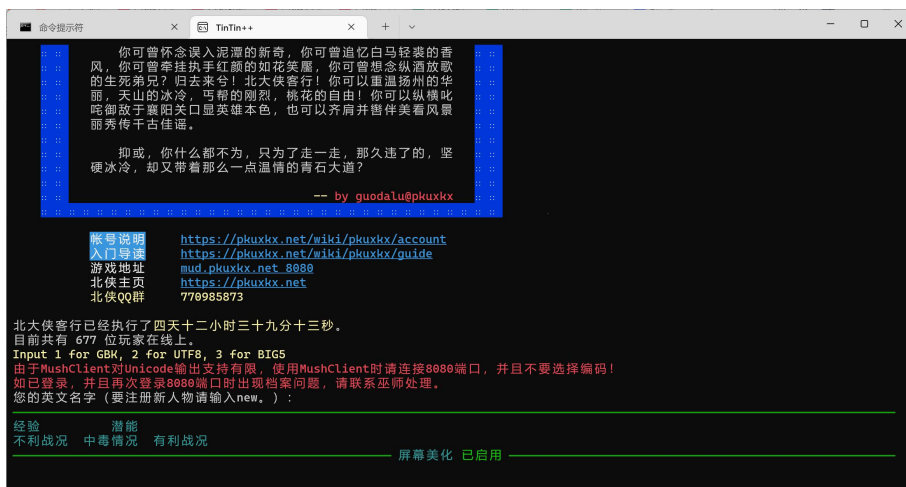 命令提示符
TinTin++
你可曾怀念误入泥潭的新奇，你可曾追忆白马轻裘的香
风，你可曾牵挂执手红颜的如花笑靥，你可曾想念纵酒放歌
的生死弟兄？归去来兮！北大侠客行！你可以重温扬州的华
丽，天山的冰冷，丐帮的刚烈，桃花的自由！你可以纵横叱
咤御敌于襄阳关口显英雄本色，也可以齐肩并辔伴美看风景
丽秀传千古佳谣。
抑或，你什么都不为，只为了走一走，那久违了的，坚
硬冰冷，却又带着那么一点温情的青石大道？
-- by guodalu@pkuxkx
帐号说明 https://pkuxkx.net/wiki/pkuxkx/account
入门导读 https://pkuxkx.net/wiki/pkuxkx/guide
游戏地址 mud.pkuxkx.net 8080
北侠主页 https://pkuxkx.net
北侠QQ群 770985873
北大侠客行已经执行了四天十二小时三十九分十三秒。
目前共有 677 位玩家在线上。
Input 1 for GBK, 2 for UTF8, 3 for BIG5
由于MushClient对Unicode输出支持有限，使用MushClient时请连接8080端口，并且不要选择编码！
如已登录，并且再次登录8080端口时出现档案问题，请联系巫师处理。
您的英文名字（要注册新人物请输入new。）：
经验 潜能
不利战况 中毒情况 有利战况
屏幕美化 已启用